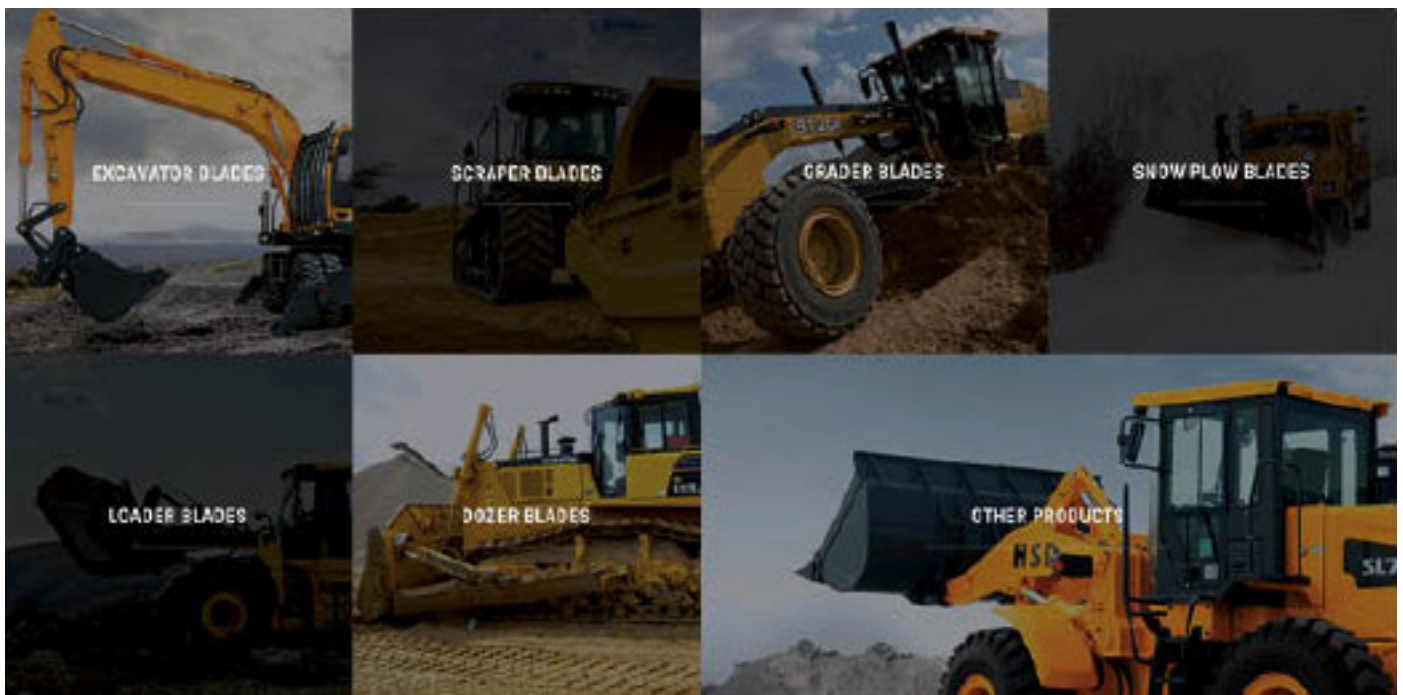 EXCAVATOR BLADES
SCRAPER BLADES
GRADER BLADES
SNOW PLOW BLADES
LOADER BLADES
DOZER BLADES
OTHER PRODUCTS